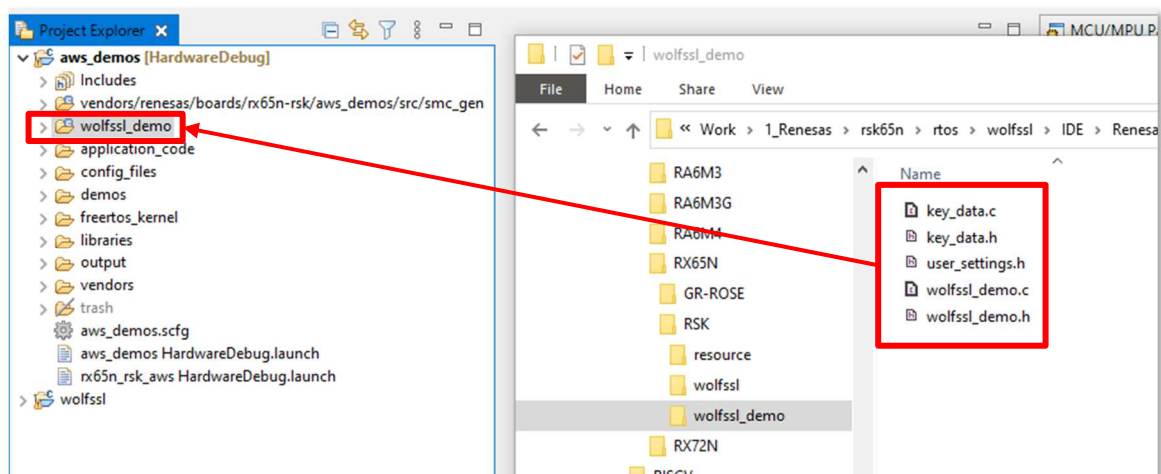 Project Explorer
aws_demos [HardwareDebug]
Includes
vendors/renesas/boards/rx65n-rsk/aws_demos/src/smc_gen
wolfssl_demo
application_code
config_files
demos
freertos_kernel
libraries
output
vendors
trash
aws_demos.scfg
aws_demos HardwareDebug.launch
rx65n_rsk_aws HardwareDebug.launch
wolfssl
MCU/MPU
wolfssl_demo
File Home Share View
« Work > 1_Renesas > rsk65n > rtos > wolfssl > IDE > Renesa
RA6M3
RA6M3G
RA6M4
RX65N
GR-ROSE
RSK
resource
wolfssl
wolfssl_demo
RX72N
Name
key_data.c
key_data.h
user_settings.h
wolfssl_demo.c
wolfssl_demo.h